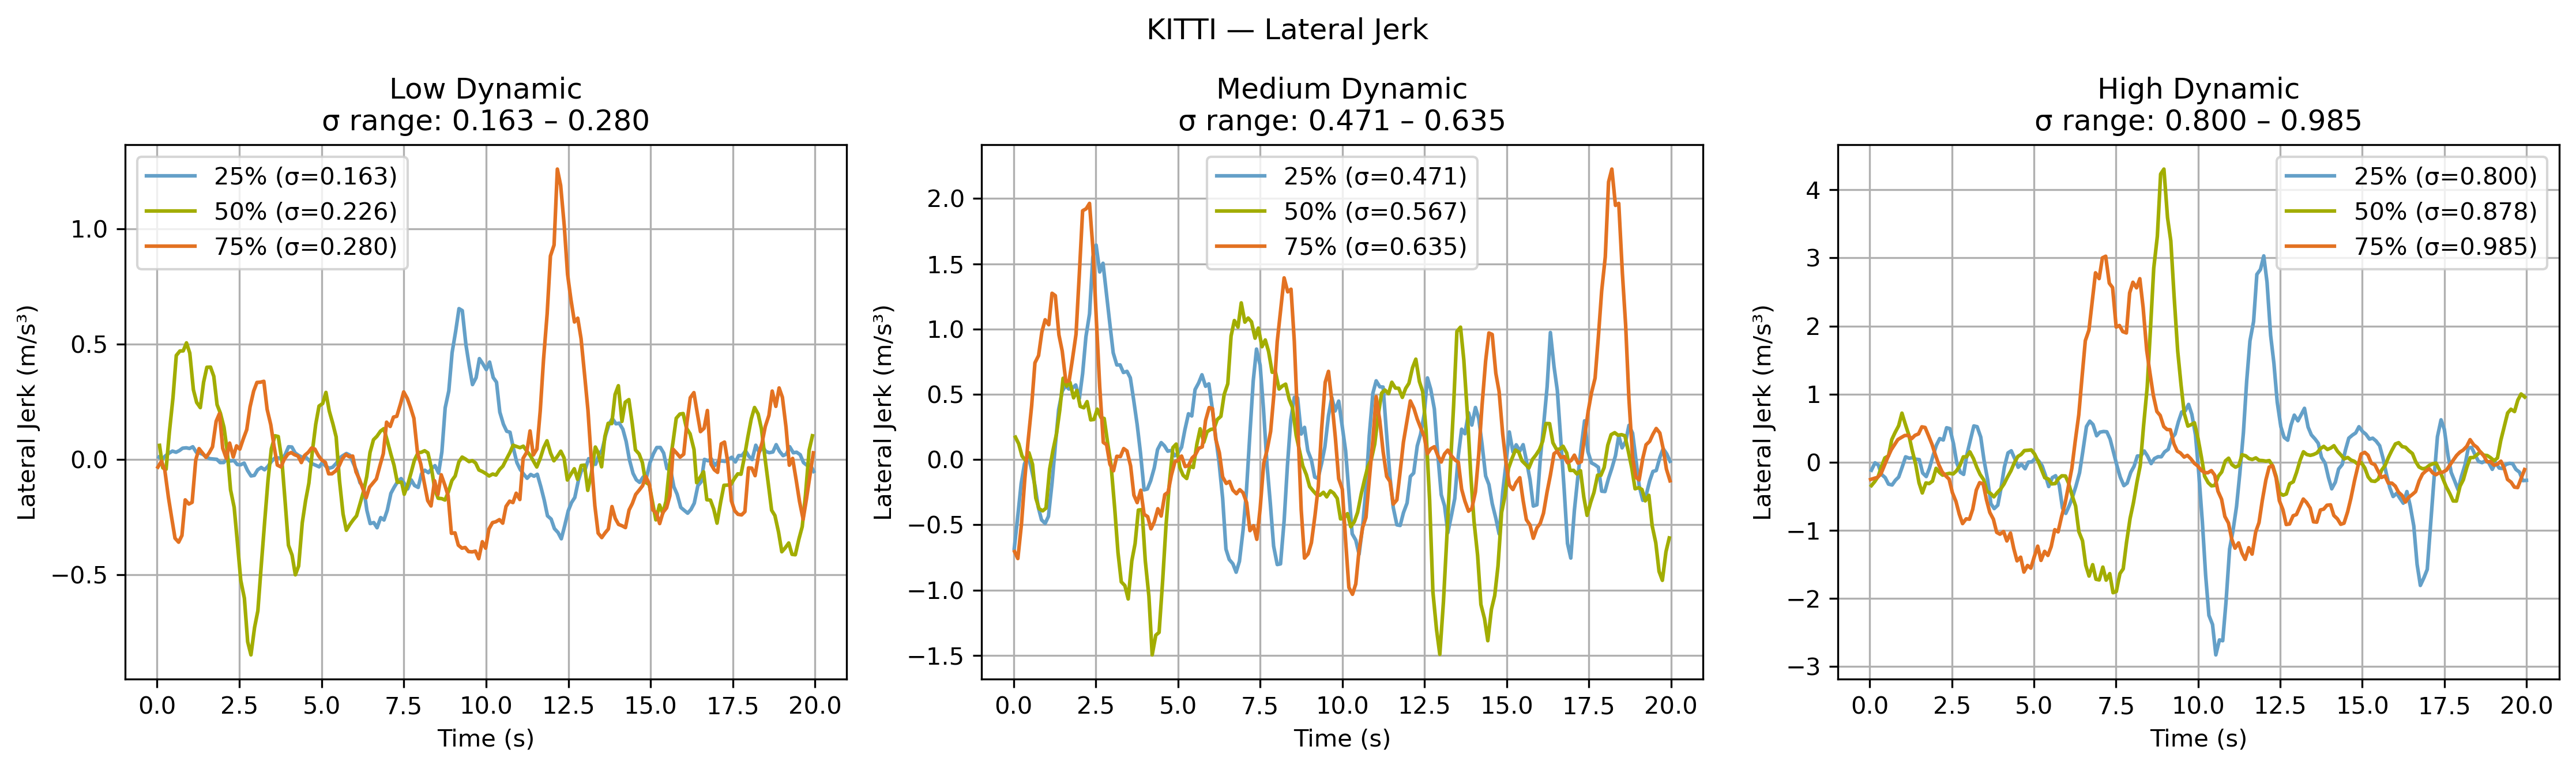 KITTI — Lateral Jerk
Low Dynamic
σ range: 0.163 – 0.280
25% (σ=0.163)
50% (σ=0.226)
75% (σ=0.280)
1.0
0.5
0.0
−0.5
Lateral Jerk (m/s³)
0.0 2.5 5.0 7.5 10.0 12.5 15.0 17.5 20.0
Time (s)
Medium Dynamic
σ range: 0.471 – 0.635
25% (σ=0.471)
50% (σ=0.567)
75% (σ=0.635)
2.0
1.5
1.0
0.5
0.0
−0.5
−1.0
−1.5
Lateral Jerk (m/s³)
0.0 2.5 5.0 7.5 10.0 12.5 15.0 17.5 20.0
Time (s)
High Dynamic
σ range: 0.800 – 0.985
25% (σ=0.800)
50% (σ=0.878)
75% (σ=0.985)
4
3
2
1
0
−1
−2
−3
Lateral Jerk (m/s³)
0.0 2.5 5.0 7.5 10.0 12.5 15.0 17.5 20.0
Time (s)